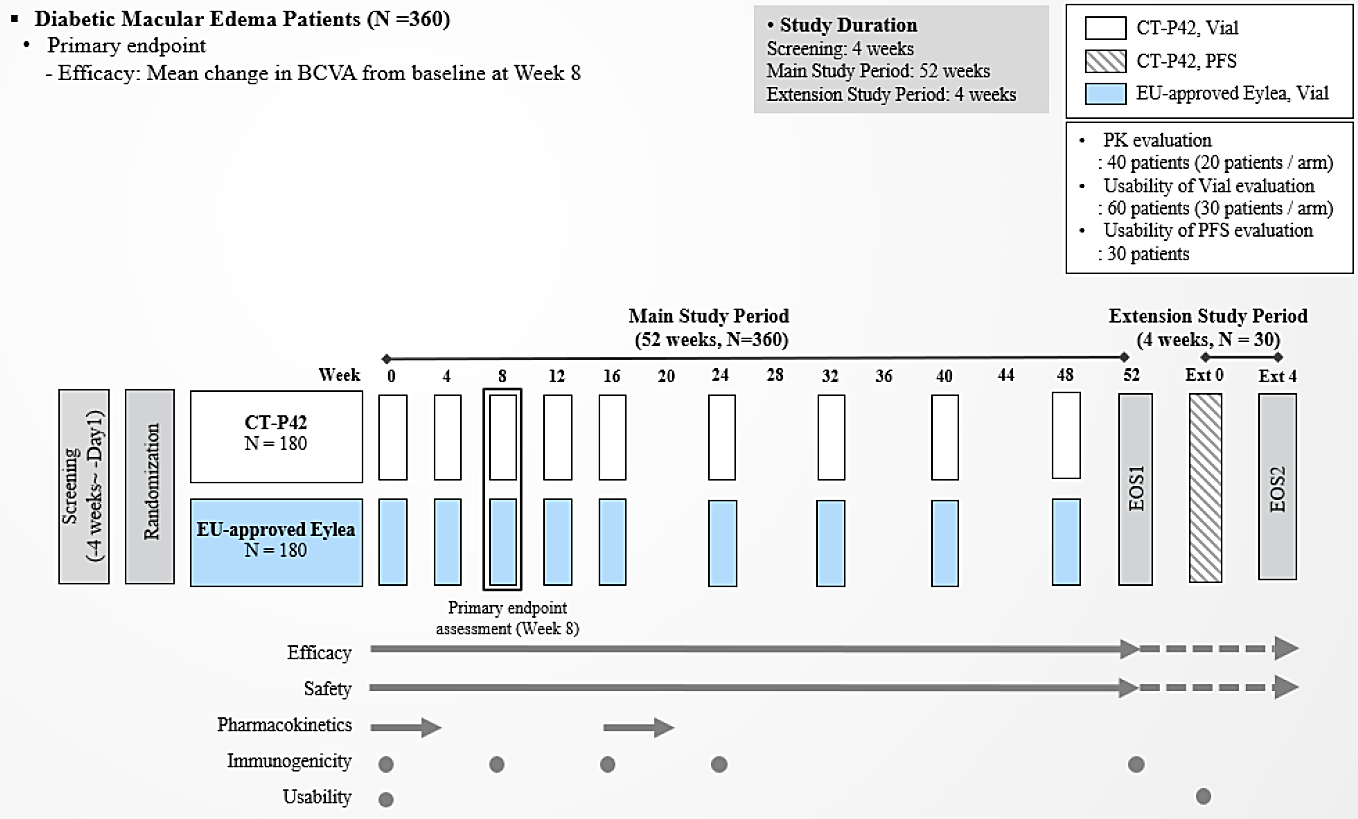 ▪ Diabetic Macular Edema Patients (N =360)
• Primary endpoint
- Efficacy: Mean change in BCVA from baseline at Week 8
• Study Duration
Screening: 4 weeks
Main Study Period: 52 weeks
Extension Study Period: 4 weeks
CT-P42, Vial
CT-P42, PFS
EU-approved Eylea, Vial
• PK evaluation
: 40 patients (20 patients / arm)
• Usability of Vial evaluation
: 60 patients (30 patients / arm)
• Usability of PFS evaluation
: 30 patients
Main Study Period
(52 weeks, N=360)
Extension Study Period
(4 weeks, N = 30)
Week 0 4 8 12 16 20 24 28 32 36 40 44 48 52 Ext 0 Ext 4
Screening
(-4 weeks~ -Day1)
Randomization
CT-P42
N = 180
EU-approved Eylea
N = 180
EOS1
EOS2
Primary endpoint
assessment (Week 8)
Efficacy
Safety
Pharmacokinetics
Immunogenicity
Usability